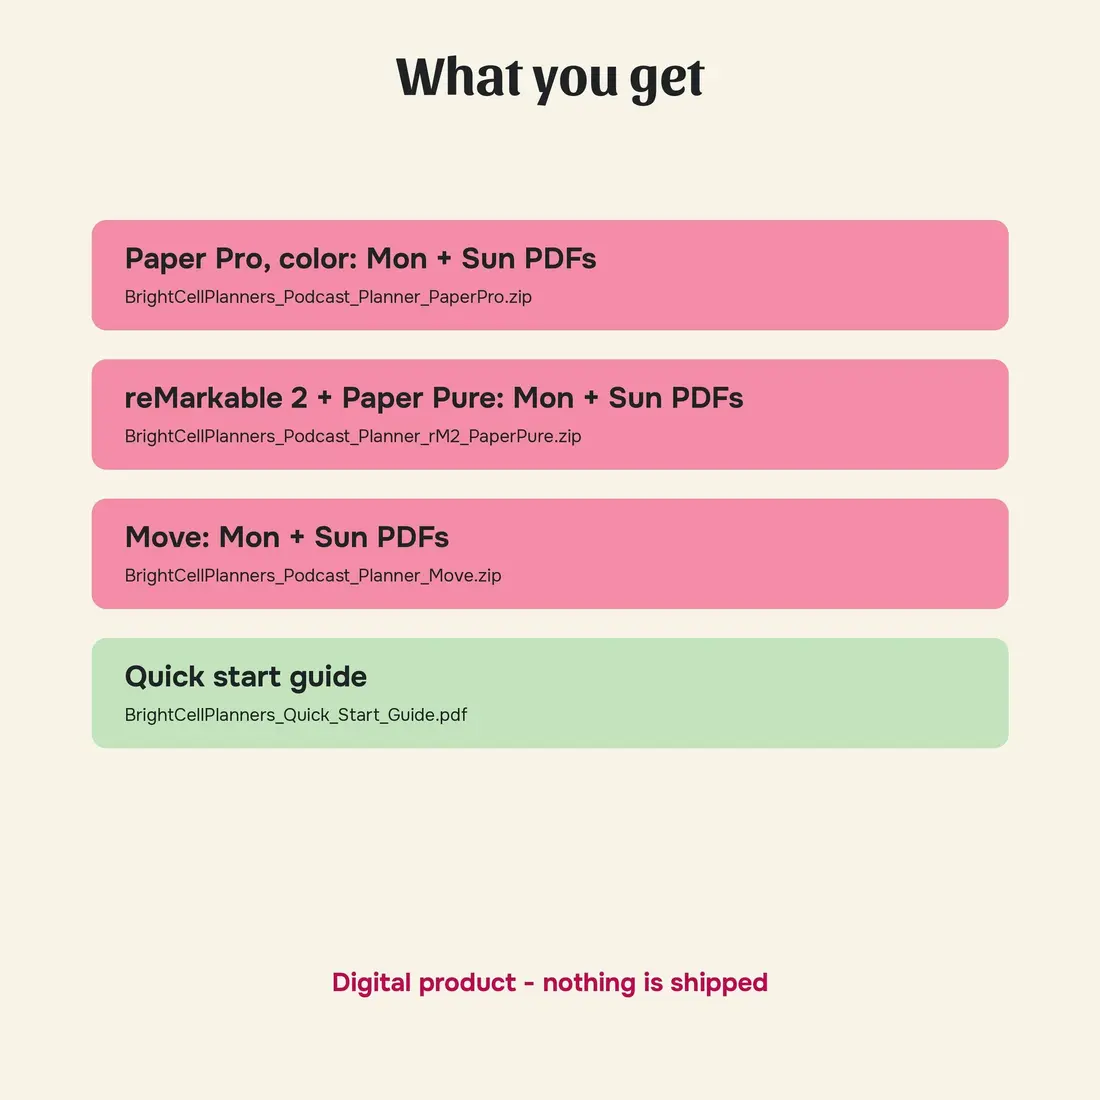 What you get
Paper Pro, color: Mon + Sun PDFs
BrightCellPlanners_Podcast_Planner_PaperPro.zip
reMarkable 2 + Paper Pure: Mon + Sun PDFs
BrightCellPlanners_Podcast_Planner_rM2_PaperPure.zip
Move: Mon + Sun PDFs
BrightCellPlanners_Podcast_Planner_Move.zip
Quick start guide
BrightCellPlanners_Quick_Start_Guide.pdf
Digital product - nothing is shipped